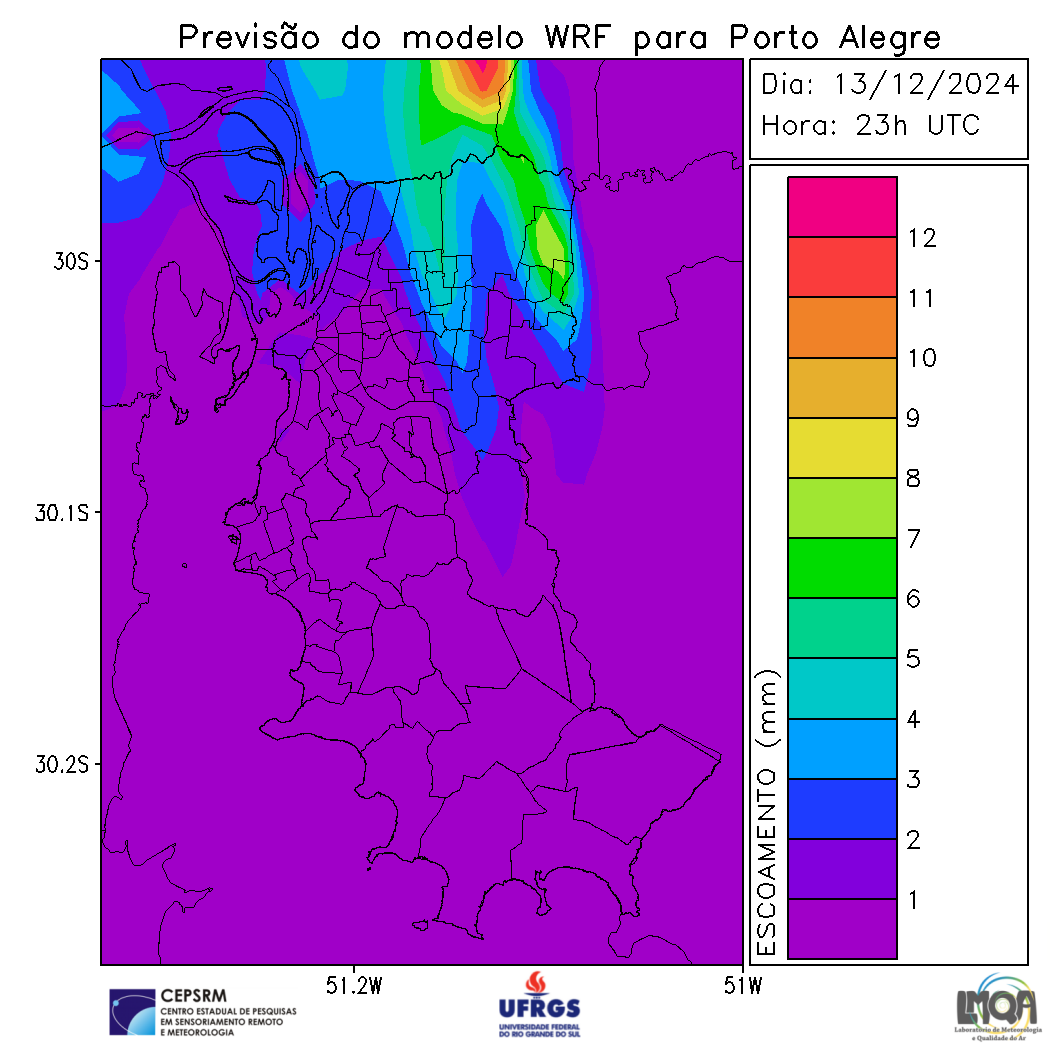 Previsão do modelo WRF para Porto Alegre
Dia: 13/12/2024
Hora: 23h UTC
30S
30.1S
30.2S
51.2W
51W
12
11
10
9
8
7
6
5
4
3
2
1
ESCOAMENTO (mm)
CEPSRM
CENTRO ESTADUAL DE PESQUISAS
EM SENSORIAMENTO REMOTO
E METEOROLOGIA
UFRGS
UNIVERSIDADE FEDERAL
DO RIO GRANDE DO SUL
LMQA
Laboratório de Meteorologia
e Qualidade do Ar